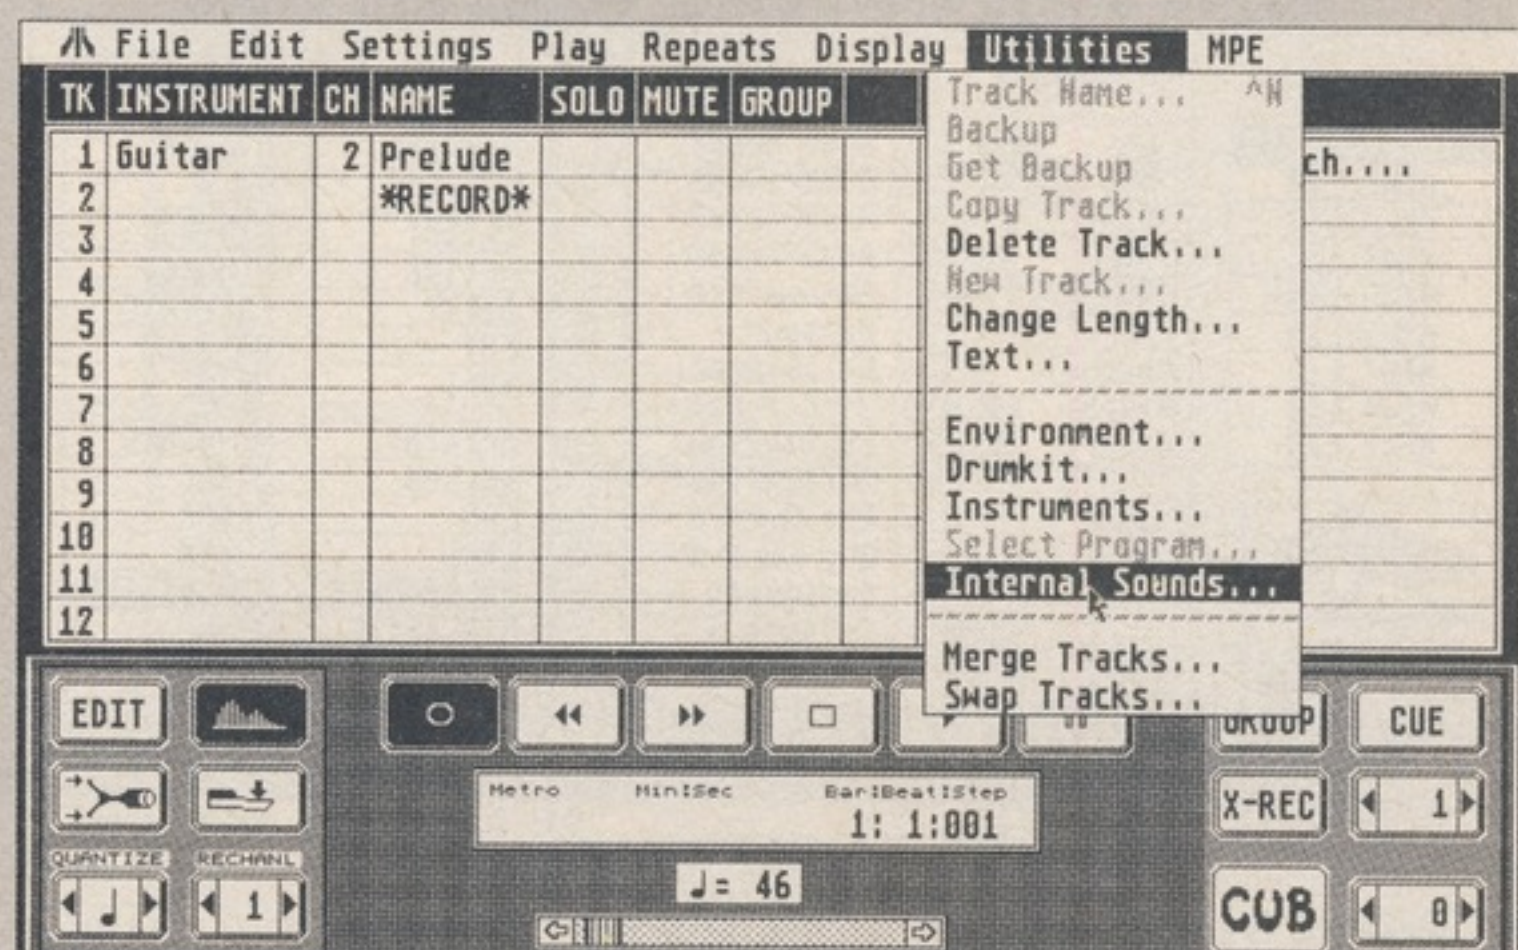 File Edit Settings Play Repeats Display Utilities MPE
TK INSTRUMENT CH NAME SOLO MUTE GROUP
1 Guitar 2 Prelude
2 *RECORD*
3
4
5
6
7
8
9
10
11
12
Track Name... ^N
Backup
Get Backup
Copy Track...
Delete Track...
New Track...
Change Length...
Text...
Environment...
Drumkit...
Instruments...
Select Program...
Internal Sounds...
Merge Tracks...
Swap Tracks...
ch....
EDIT
GROUP CUE
Metro Min:Sec Bar:Beat:Step
1: 1:001
X-REC 1
QUANTIZE RECHANL
1
♩= 46
CUB 0